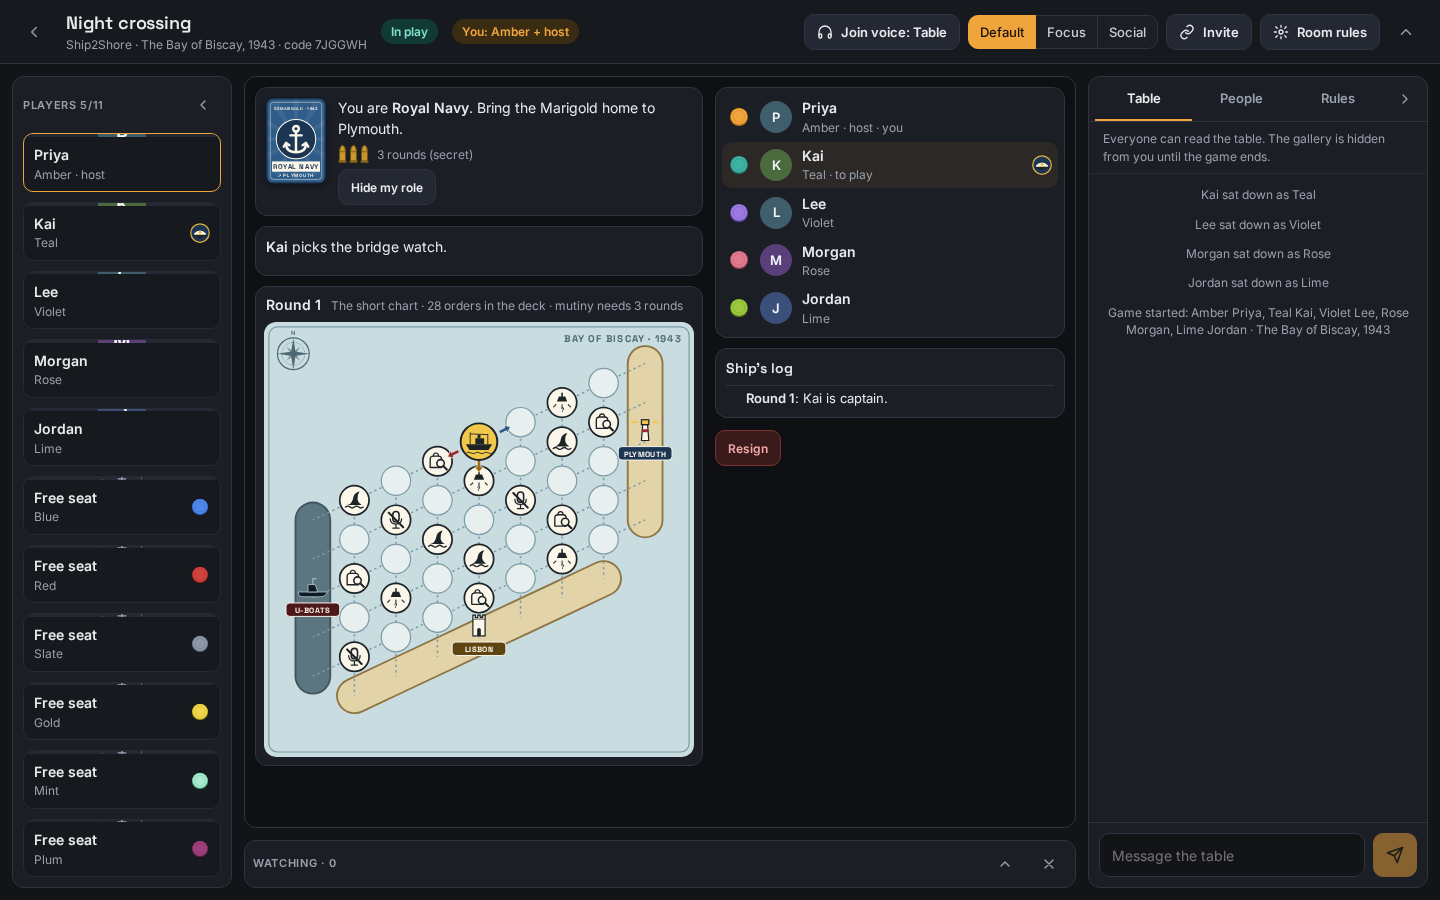 Night crossing
Ship2Shore · The Bay of Biscay, 1943 · code 7JGGWH
In play
You: Amber + host
Join voice: Table
Default
Focus
Social
Invite
Room rules
PLAYERS 5/11
Priya
Amber · host
Kai
Teal
Lee
Violet
Morgan
Rose
Jordan
Lime
Free seat
Blue
Free seat
Red
Free seat
Slate
Free seat
Gold
Free seat
Mint
Free seat
Plum
ROYAL NAVY
You are Royal Navy. Bring the Marigold home to
Plymouth.
3 rounds (secret)
Hide my role
Kai picks the bridge watch.
Round 1 The short chart · 28 orders in the deck · mutiny needs 3 rounds
N
BAY OF BISCAY · 1943
PLYMOUTH
U-BOATS
LISBON
P
Priya
Amber · host · you
K
Kai
Teal · to play
L
Lee
Violet
M
Morgan
Rose
J
Jordan
Lime
Ship's log
Round 1: Kai is captain.
Resign
WATCHING · 0
Table
People
Rules
Everyone can read the table. The gallery is hidden
from you until the game ends.
Kai sat down as Teal
Lee sat down as Violet
Morgan sat down as Rose
Jordan sat down as Lime
Game started: Amber Priya, Teal Kai, Violet Lee, Rose
Morgan, Lime Jordan · The Bay of Biscay, 1943
Message the table